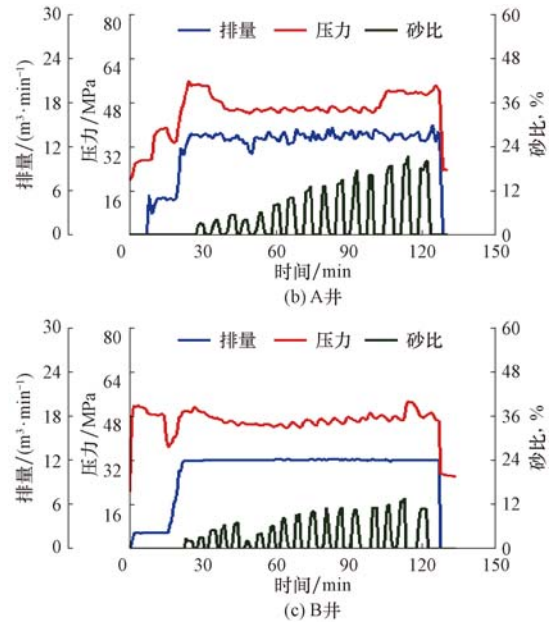 排量 压力 砂比
30 24 18 12 6 0
排量/(m³·min⁻¹)
80 64 48 32 16
压力/MPa
60 48 36 24 12 0
砂比,%
0 30 60 90 120 150
时间/min
(b) A井
排量 压力 砂比
30 24 18 12 6 0
排量/(m³·min⁻¹)
80 64 48 32 16
压力/MPa
60 48 36 24 12 0
砂比,%
0 30 60 90 120 150
时间/min
(c) B井